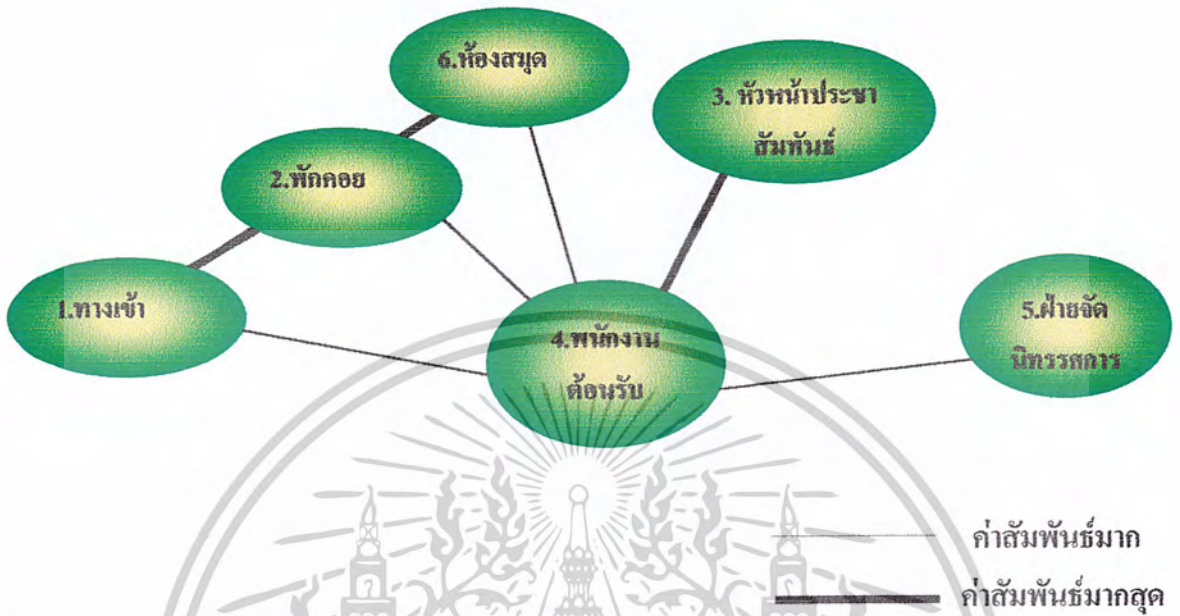 6.ห้องสมุด
3. หัวหน้าประชา
สัมพันธ์
2.พักคอย
1.ทางเข้า
4.พนักงาน
ต้อนรับ
5.ฝ่ายจัด
นิทรรศการ
ค่าสัมพันธ์มาก
ค่าสัมพันธ์มากสุด